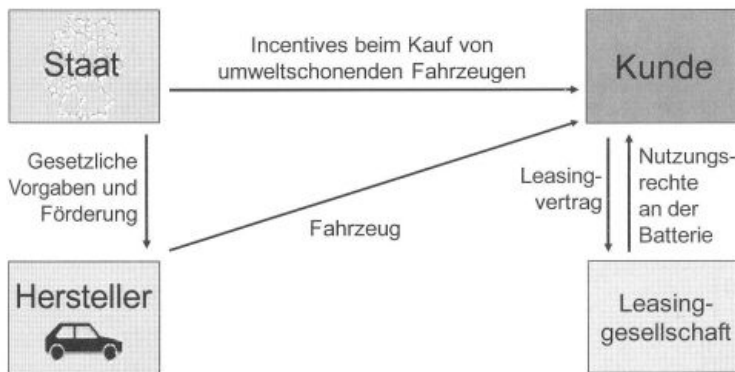 Staat
Incentives beim Kauf von
umweltschonenden Fahrzeugen
Kunde
Gesetzliche
Vorgaben und
Förderung
Fahrzeug
Leasing-
vertrag
Nutzungs-
rechte
an der
Batterie
Hersteller
Leasing-
gesellschaft